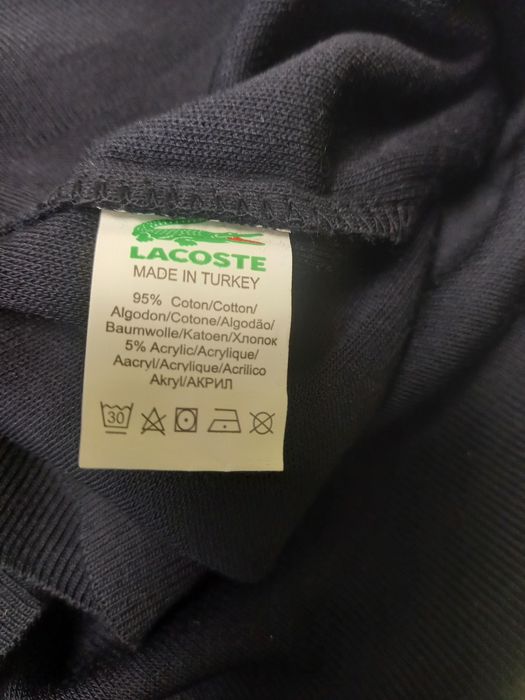 LACOSTE
MADE IN TURKEY
95% Coton/Cotton/
Algodon/Cotone/Algodão/
Baumwolle/Katoen/Хлопок
5% Acrylic/Acrylique/
Aacryl/Acrylique/Acrilico
Akryl/АКРИЛ
30